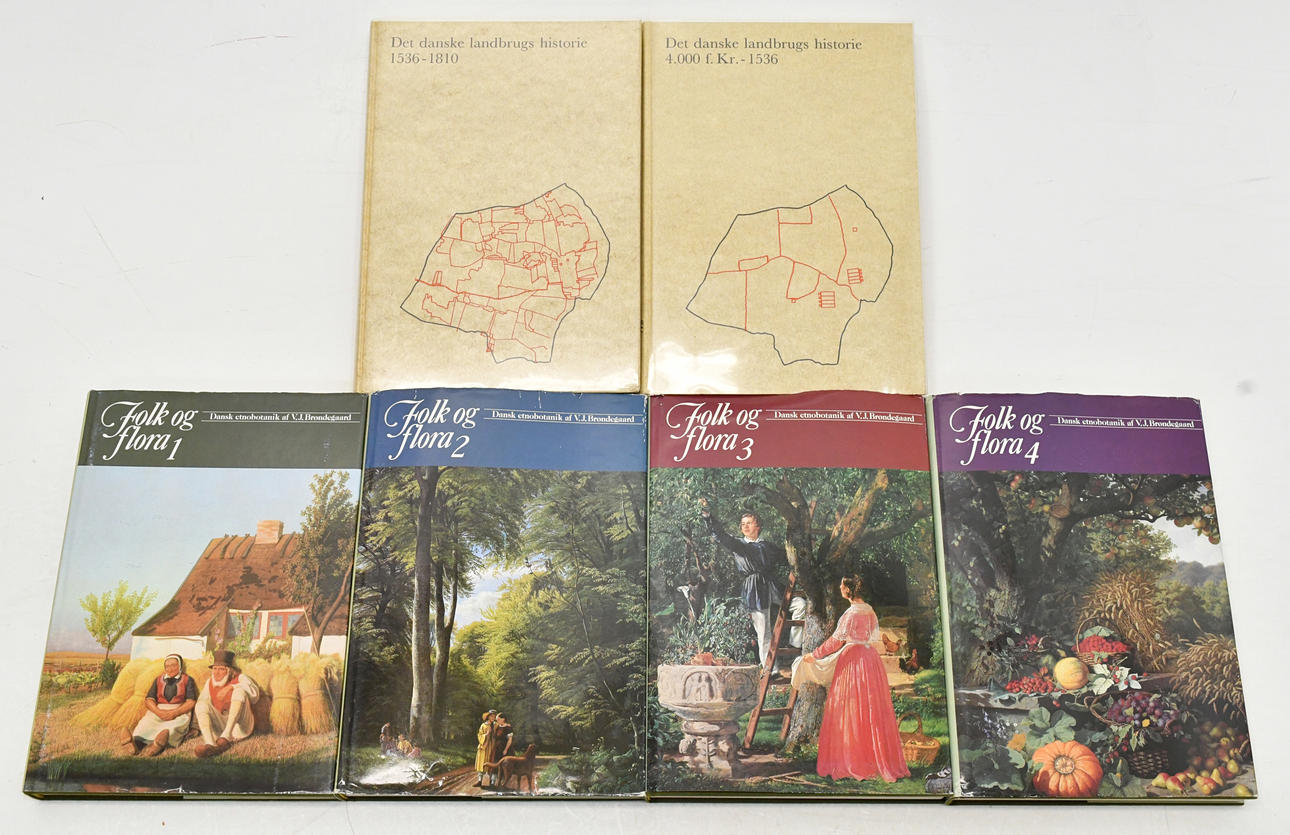 Det danske landbrugs historie
1536-1810
Det danske landbrugs historie
4.000 f.Kr.-1536
Folk og
flora 1
Dansk etnobotanik af V.J.Brøndegaard
Folk og
flora 2
Dansk etnobotanik af V.J.Brøndegaard
Folk og
flora 3
Dansk etnobotanik af V.J.Brøndegaard
Folk og
flora 4
Dansk etnobotanik af V.J.Brøndegaard